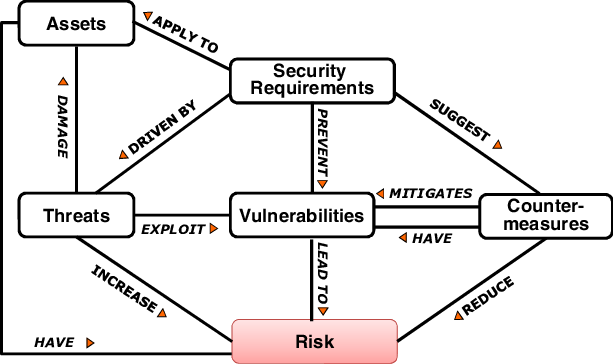 Assets
APPLY TO
Security
Requirements
DAMAGE
DRIVEN BY
PREVENT
SUGGEST
Threats
EXPLOIT
Vulnerabilities
MITIGATES
HAVE
Counter-
measures
INCREASE
LEAD TO
REDUCE
HAVE
Risk